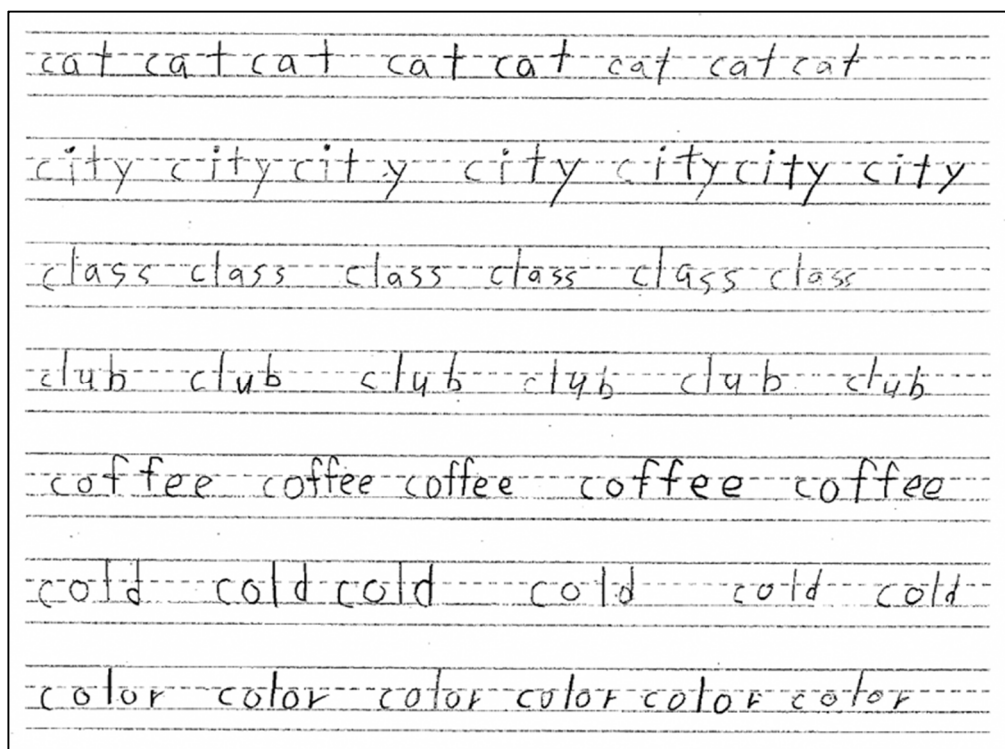 cat cat cat cat cat cat cat cat
city city city city city city city
class class class class class class
club club club club club club
coffee coffee coffee coffee coffee
cold cold cold cold cold cold
color color color color color color